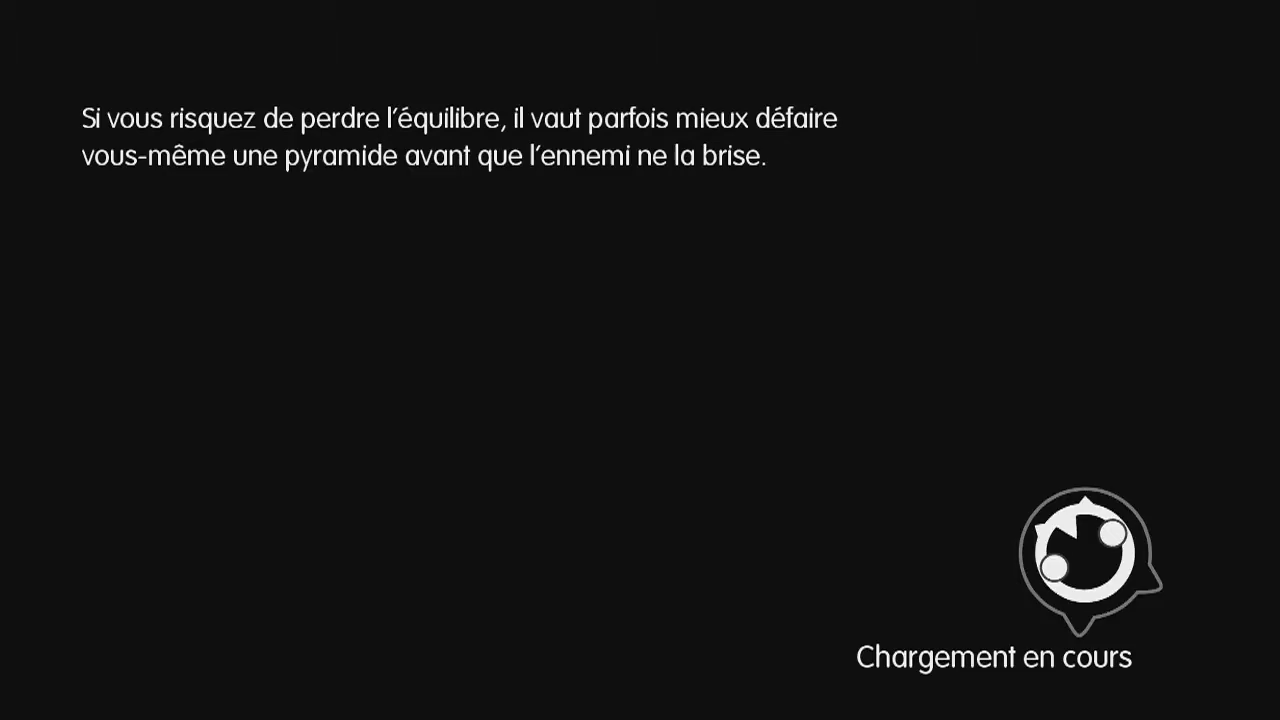 Si vous risquez de perdre l'équilibre, il vaut parfois mieux défaire
vous-même une pyramide avant que l'ennemi ne la brise.
Chargement en cours